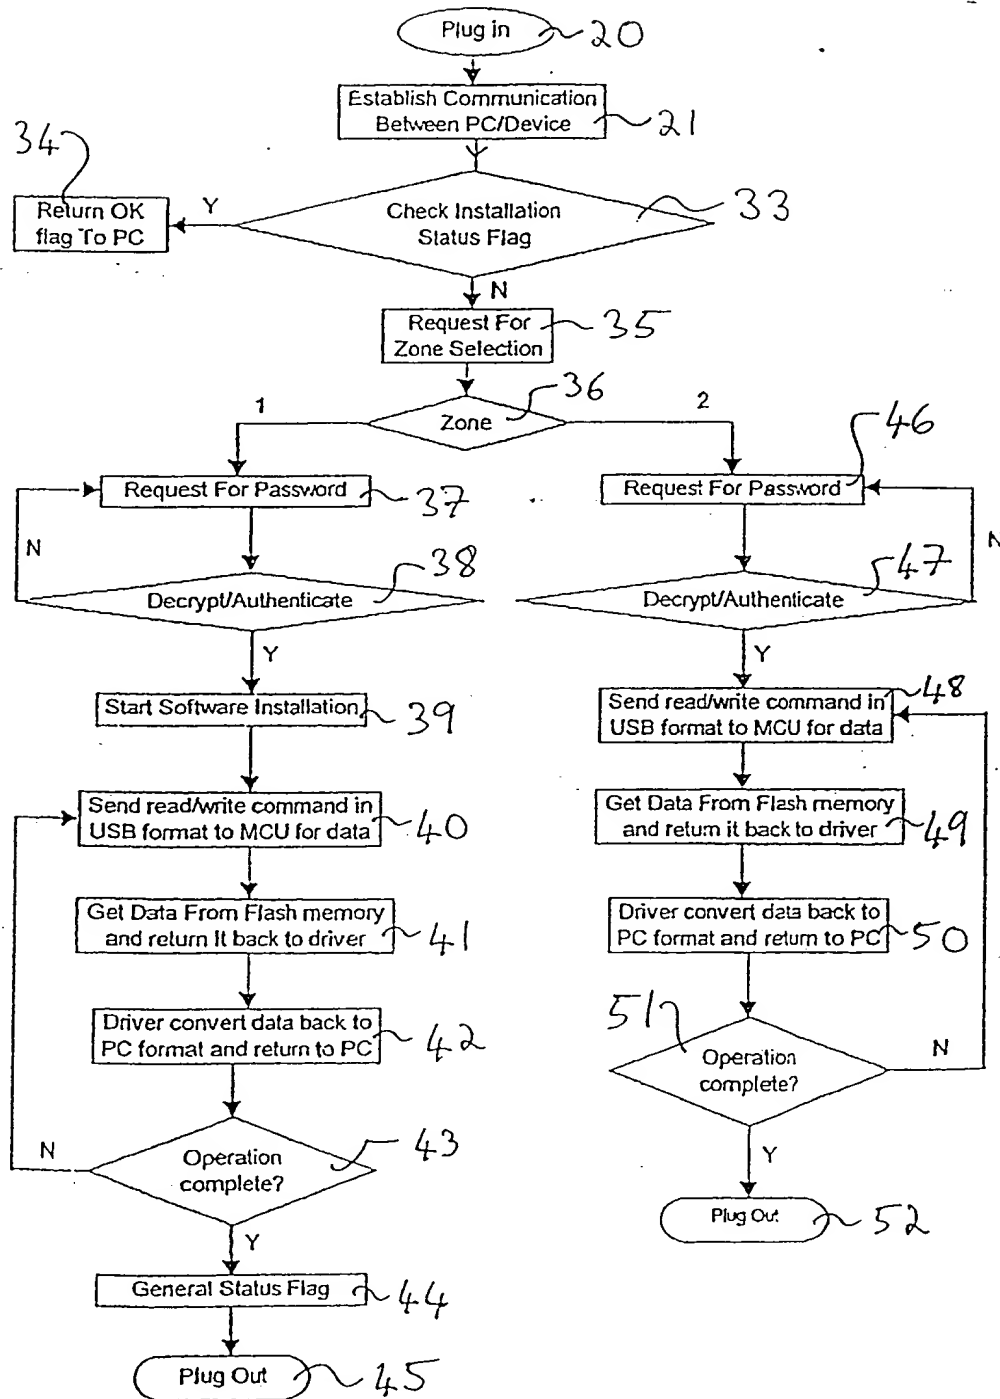 Plug in
20
Establish Communication
Between PC/Device
21
34
Return OK
flag To PC
Y
Check Installation
Status Flag
33
N
Request For
Zone Selection
35
36
1
Zone
2
46
Request For Password
37
Request For Password
N
N
38
Decrypt/Authenticate
47
Decrypt/Authenticate
Y
Y
Start Software Installation
39
48
Send read/write command in
USB format to MCU for data
Send read/write command in
USB format to MCU for data
40
Get Data From Flash memory
and return it back to driver
49
Get Data From Flash memory
and return It back to driver
41
Driver convert data back to
PC format and return to PC
50
Driver convert data back to
PC format and return to PC
42
51
Operation
complete?
N
Operation
complete?
43
N
Y
Y
Plug Out
52
General Status Flag
44
Plug Out
45